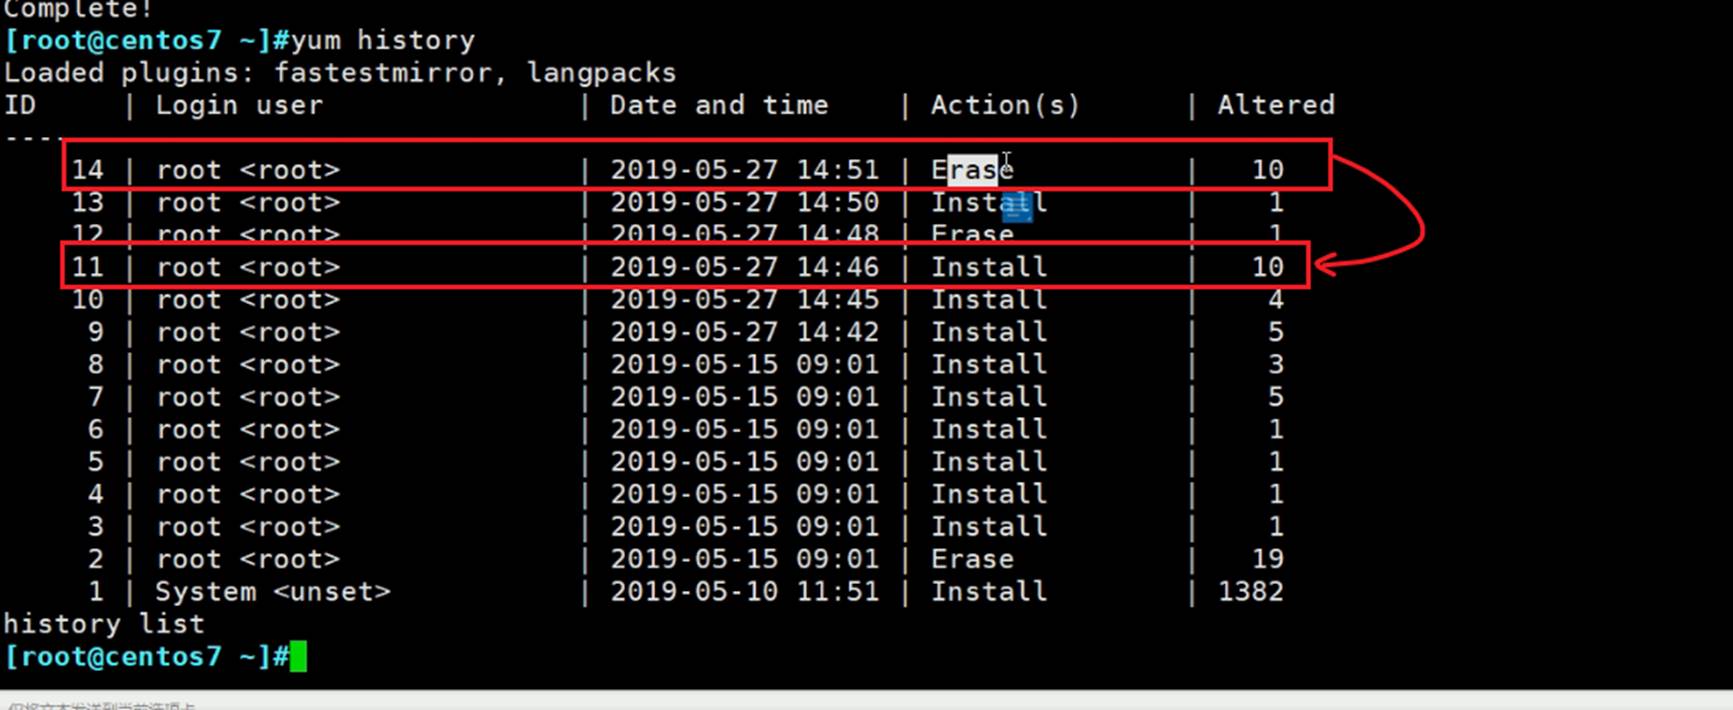 Complete!
[root@centos7 ~]#yum history
Loaded plugins: fastestmirror, langpacks
ID     | Login user               | Date and time    | Action(s)      | Altered
----
14 | root <root>              | 2019-05-27 14:51 | Erase          |   10
13 | root <root>              | 2019-05-27 14:50 | Install        |    1
12 | root <root>              | 2019-05-27 14:48 | Erase          |    1
11 | root <root>              | 2019-05-27 14:46 | Install        |   10
10 | root <root>              | 2019-05-27 14:45 | Install        |    4
9 | root <root>              | 2019-05-27 14:42 | Install        |    5
8 | root <root>              | 2019-05-15 09:01 | Install        |    3
7 | root <root>              | 2019-05-15 09:01 | Install        |    5
6 | root <root>              | 2019-05-15 09:01 | Install        |    1
5 | root <root>              | 2019-05-15 09:01 | Install        |    1
4 | root <root>              | 2019-05-15 09:01 | Install        |    1
3 | root <root>              | 2019-05-15 09:01 | Install        |    1
2 | root <root>              | 2019-05-15 09:01 | Erase          |   19
1 | System <unset>           | 2019-05-10 11:51 | Install        | 1382
history list
[root@centos7 ~]#